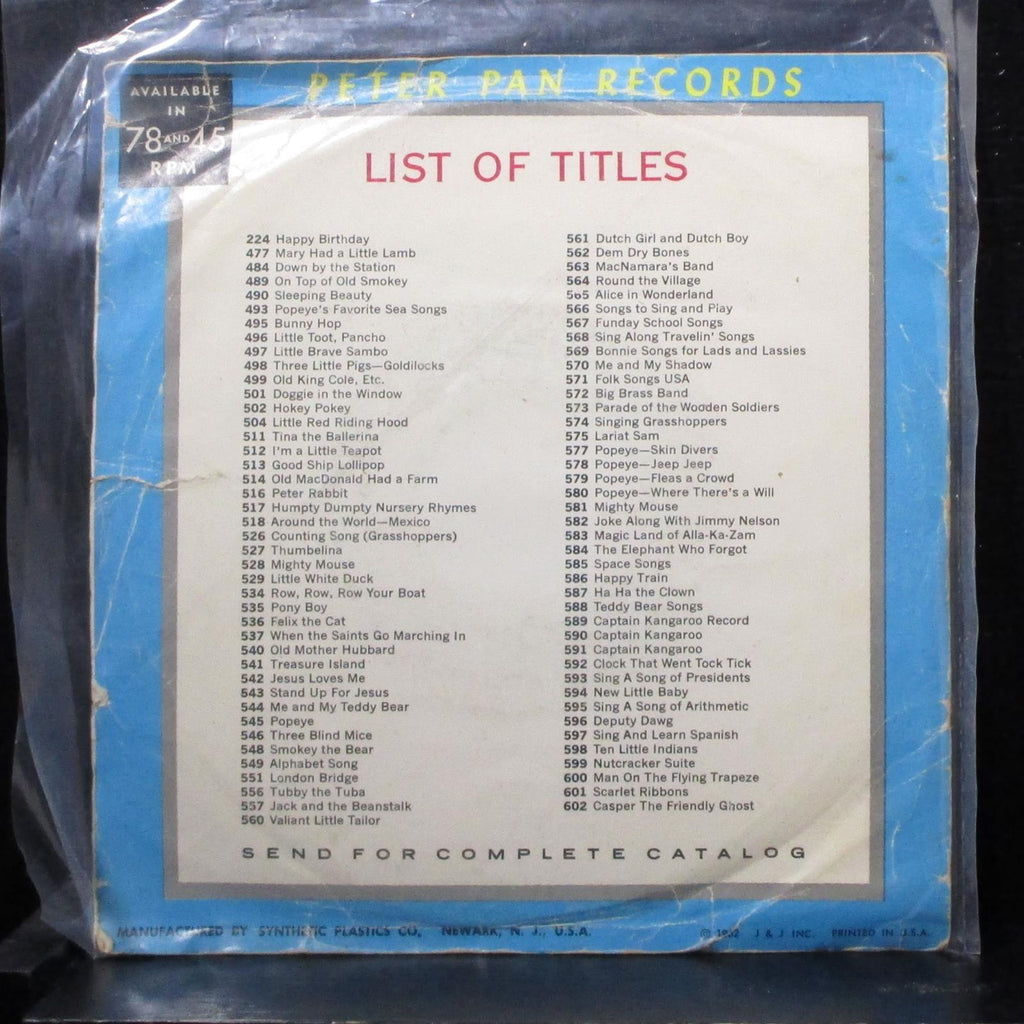 AVAILABLE
IN
78 AND 45
RPM
PETER PAN RECORDS
LIST OF TITLES
224 Happy Birthday
477 Mary Had a Little Lamb
484 Down by the Station
489 On Top of Old Smokey
490 Sleeping Beauty
493 Popeye's Favorite Sea Songs
495 Bunny Hop
496 Little Toot, Pancho
497 Little Brave Sambo
498 Three Little Pigs—Goldilocks
499 Old King Cole, Etc.
501 Doggie in the Window
502 Hokey Pokey
504 Little Red Riding Hood
511 Tina the Ballerina
512 I'm a Little Teapot
513 Good Ship Lollipop
514 Old MacDonald Had a Farm
516 Peter Rabbit
517 Humpty Dumpty Nursery Rhymes
518 Around the World—Mexico
526 Counting Song (Grasshoppers)
527 Thumbelina
528 Mighty Mouse
529 Little White Duck
534 Row, Row, Row Your Boat
535 Pony Boy
536 Felix the Cat
537 When the Saints Go Marching In
540 Old Mother Hubbard
541 Treasure Island
542 Jesus Loves Me
543 Stand Up For Jesus
544 Me and My Teddy Bear
545 Popeye
546 Three Blind Mice
548 Smokey the Bear
549 Alphabet Song
551 London Bridge
556 Tubby the Tuba
557 Jack and the Beanstalk
560 Valiant Little Tailor
561 Dutch Girl and Dutch Boy
562 Dem Dry Bones
563 MacNamara's Band
564 Round the Village
565 Alice in Wonderland
566 Songs to Sing and Play
567 Funday School Songs
568 Sing Along Travelin' Songs
569 Bonnie Songs for Lads and Lassies
570 Me and My Shadow
571 Folk Songs USA
572 Big Brass Band
573 Parade of the Wooden Soldiers
574 Singing Grasshoppers
575 Lariat Sam
577 Popeye—Skin Divers
578 Popeye—Jeep Jeep
579 Popeye—Fleas a Crowd
580 Popeye—Where There's a Will
581 Mighty Mouse
582 Joke Along With Jimmy Nelson
583 Magic Land of Alla-Ka-Zam
584 The Elephant Who Forgot
585 Space Songs
586 Happy Train
587 Ha Ha the Clown
588 Teddy Bear Songs
589 Captain Kangaroo Record
590 Captain Kangaroo
591 Captain Kangaroo
592 Clock That Went Tock Tick
593 Sing A Song of Presidents
594 New Little Baby
595 Sing A Song of Arithmetic
596 Deputy Dawg
597 Sing And Learn Spanish
598 Ten Little Indians
599 Nutcracker Suite
600 Man On The Flying Trapeze
601 Scarlet Ribbons
602 Casper The Friendly Ghost
SEND FOR COMPLETE CATALOG
MANUFACTURED BY SYNTHETIC PLASTICS CO., NEWARK, N. J., U.S.A.
© J & J INC. PRINTED IN U.S.A.